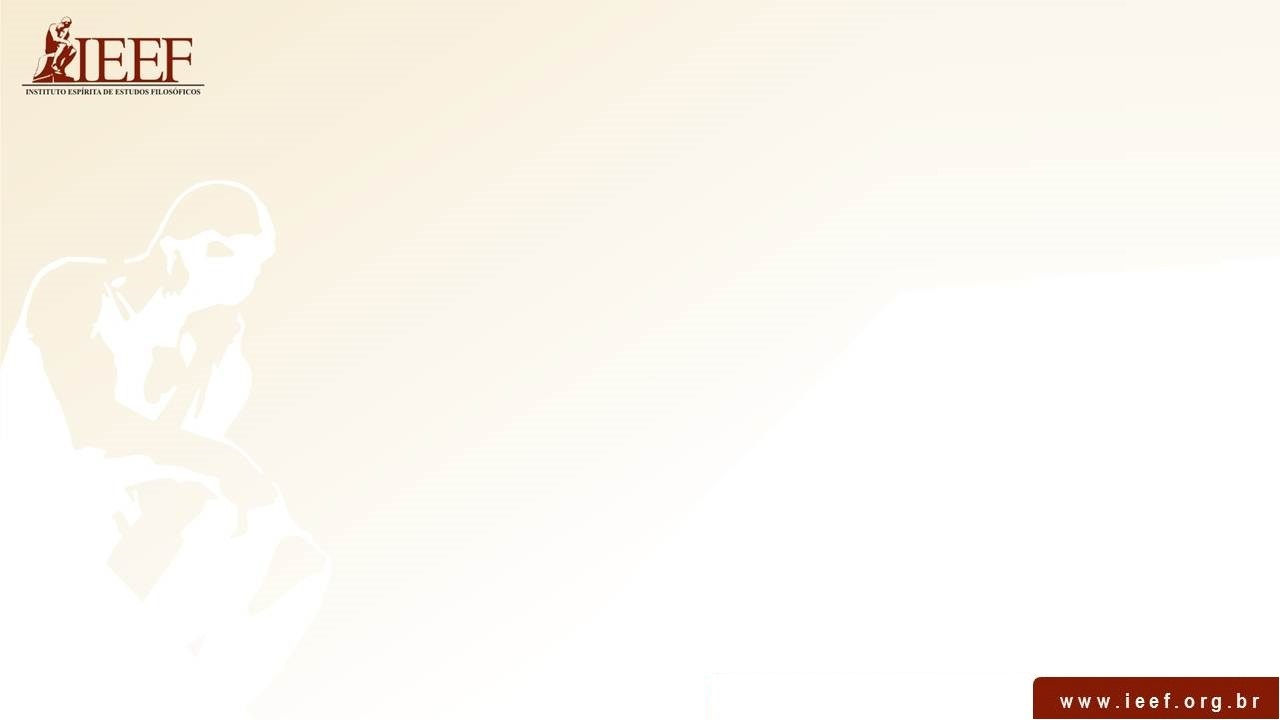 IEEF
INSTITUTO ESPÍRITA DE ESTUDOS FILOSÓFICOS
www.ieef.org.br